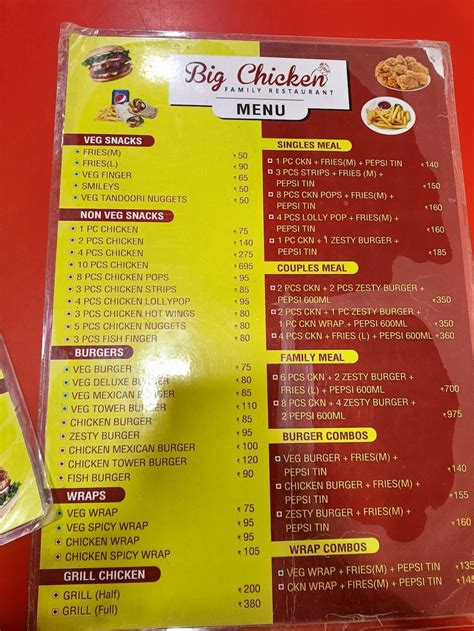 Big Chicken
FAMILY RESTAURANT
MENU
VEG SNACKS
FRIES(M) ₹50
FRIES(L) ₹90
VEG FINGER ₹65
SMILEYS ₹50
VEG TANDOORI NUGGETS ₹50
NON VEG SNACKS
1 PC CHICKEN ₹75
2 PCS CHICKEN ₹140
4 PCS CHICKEN ₹275
10 PCS CHICKEN ₹695
8 PCS CHICKEN POPS ₹95
3 PCS CHICKEN STRIPS ₹85
4 PCS CHICKEN LOLLYPOP ₹95
3 PCS CHICKEN HOT WINGS ₹80
5 PCS CHICKEN NUGGETS ₹80
3 PCS FISH FINGER ₹80
BURGERS
VEG BURGER ₹75
VEG DELUXE BURGER ₹80
VEG MEXICAN BURGER ₹85
VEG TOWER BURGER ₹110
CHICKEN BURGER ₹85
ZESTY BURGER ₹95
CHICKEN MEXICAN BURGER ₹100
CHICKEN TOWER BURGER ₹120
FISH BURGER ₹90
WRAPS
VEG WRAP ₹75
VEG SPICY WRAP ₹95
CHICKEN WRAP ₹95
CHICKEN SPICY WRAP ₹105
GRILL CHICKEN
GRILL (Half) ₹200
GRILL (Full) ₹380
SINGLES MEAL
1 PC CKN + FRIES(M) + PEPSI TIN ₹140
3 PCS STRIPS + FRIES(M) +
PEPSI TIN ₹150
8 PCS CKN POPS + FRIES(M) +
PEPSI TIN ₹160
4 PCS LOLLY POP + FRIES(M) +
PEPSI TIN ₹160
1 PC CKN + 1 ZESTY BURGER +
PEPSI TIN ₹185
COUPLES MEAL
2 PCS CKN + 2 PCS ZESTY BURGER +
PEPSI 600ML ₹350
2 PCS CKN + 1 PC ZESTY BURGER +
1 PC CKN WRAP + PEPSI 600ML ₹350
4 PCS CKN + FRIES (L) + PEPSI 600ML ₹360
FAMILY MEAL
6 PCS CKN + 2 ZESTY BURGER +
FRIES (L) + PEPSI 600ML ₹700
8 PCS CKN + 4 ZESTY BURGER +
2 PEPSI 600ML ₹975
BURGER COMBOS
VEG BURGER + FRIES(M) +
PEPSI TIN ₹140
CHICKEN BURGER + FRIES(M) +
PEPSI TIN ₹155
ZESTY BURGER + FRIES(M) +
PEPSI TIN ₹165
WRAP COMBOS
VEG WRAP + FRIES(M) + PEPSI TIN ₹135
CKN WRAP + FIRES(M) + PEPSI TIN